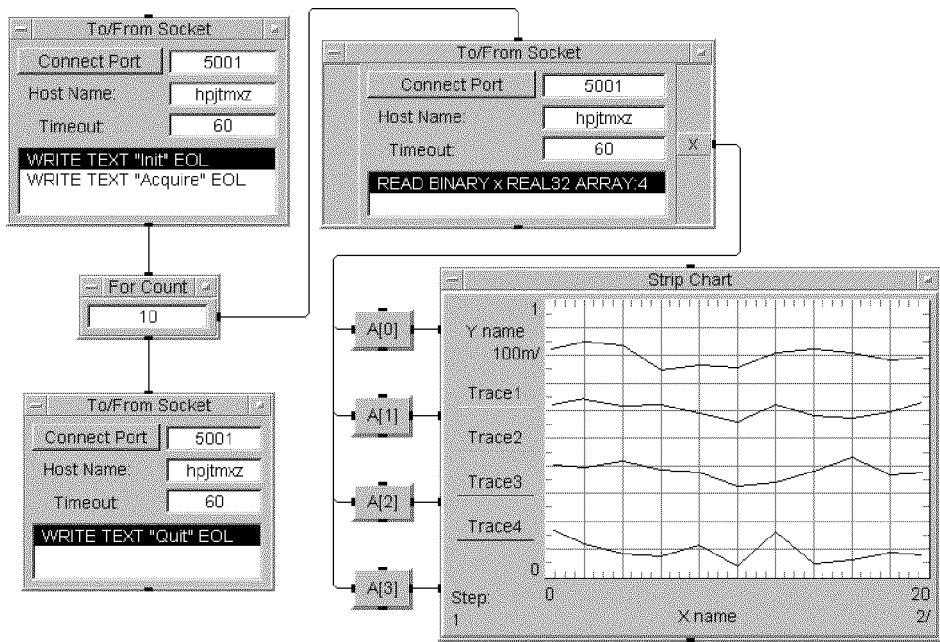 To/From Socket
Connect Port 5001
Host Name: hpjtmxz
Timeout: 60
WRITE TEXT "Init" EOL
WRITE TEXT "Acquire" EOL
To/From Socket
Connect Port 5001
Host Name: hpjtmxz
Timeout: 60
X
READ BINARY x REAL32 ARRAY:4
For Count
10
To/From Socket
Connect Port 5001
Host Name: hpjtmxz
Timeout: 60
WRITE TEXT "Quit" EOL
A[0]
A[1]
A[2]
A[3]
Strip Chart
1
Y name
100m/
Trace1
Trace2
Trace3
Trace4
0
Step:
1
0
20
X name
2/